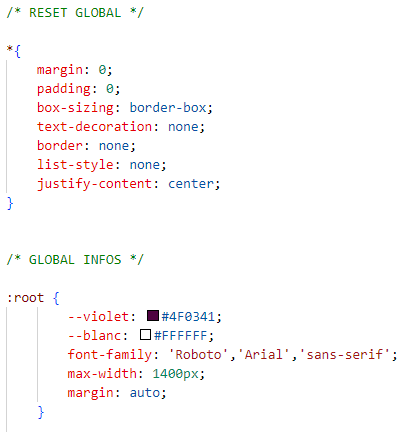 /* RESET GLOBAL */
*{
margin: 0;
padding: 0;
box-sizing: border-box;
text-decoration: none;
border: none;
list-style: none;
justify-content: center;
}
/* GLOBAL INFOS */
:root {
--violet: #4F0341;
--blanc: #FFFFFF;
font-family: 'Roboto','Arial','sans-serif';
max-width: 1400px;
margin: auto;
}